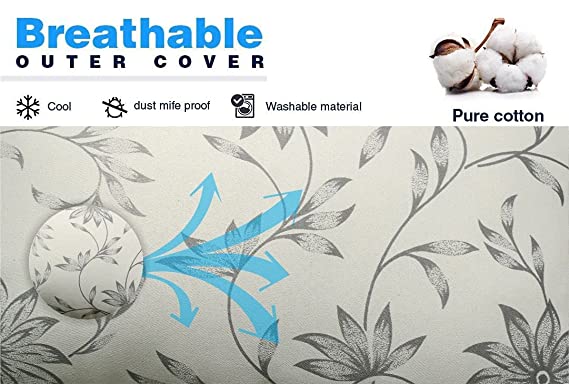 Breathable
OUTER COVER
Cool
dust mife proof
Washable material
Pure cotton